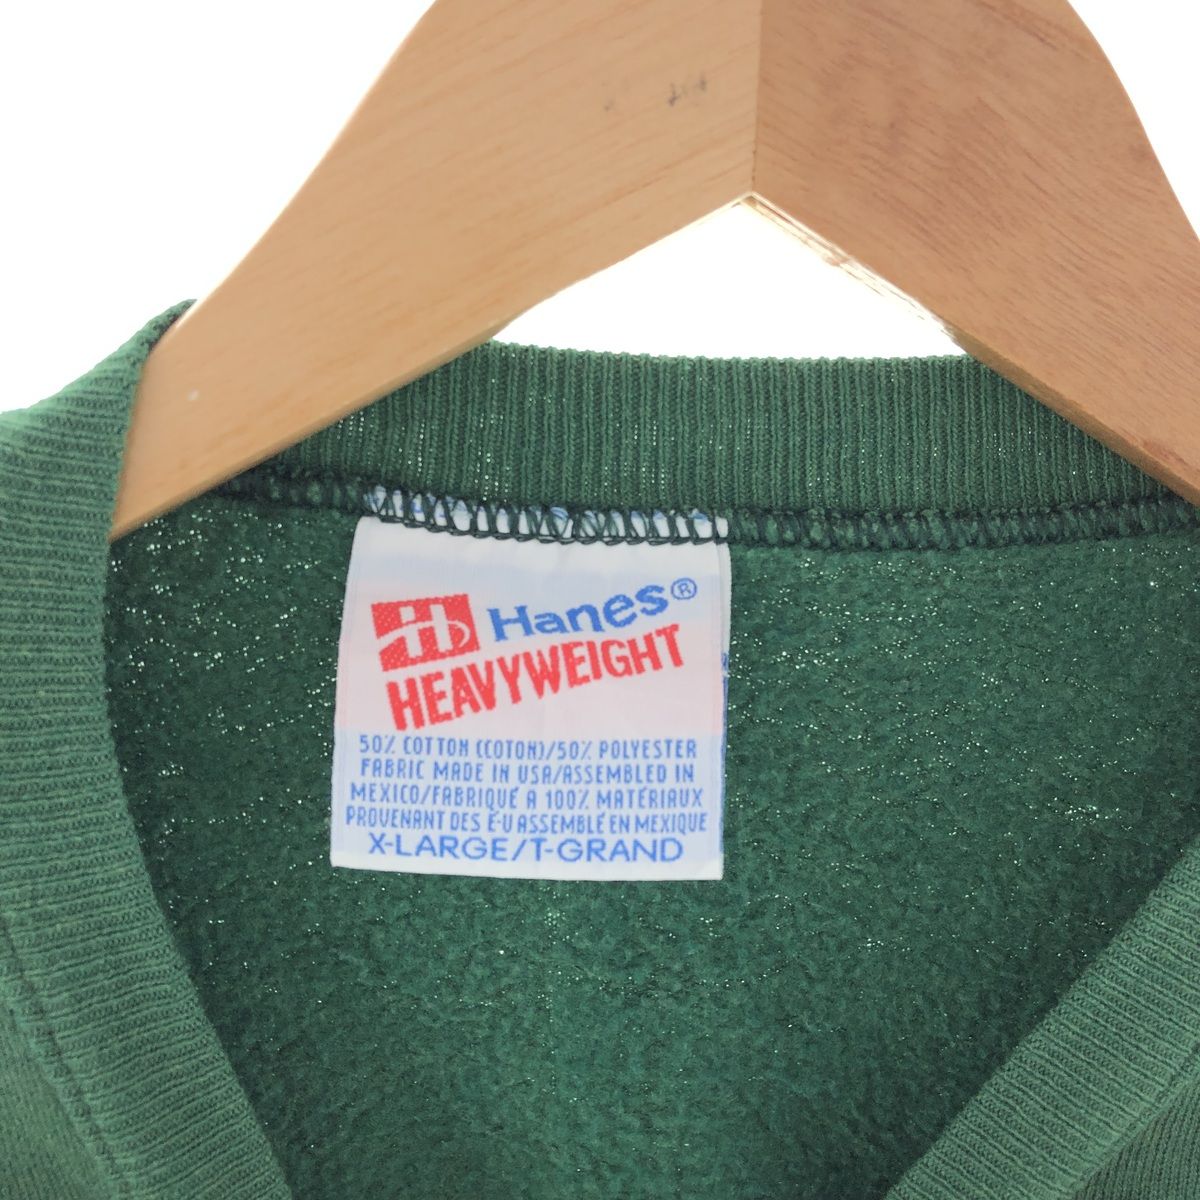 H Hanes®
HEAVYWEIGHT
50% COTTON (COTON)/50% POLYESTER
FABRIC MADE IN USA/ASSEMBLED IN
MEXICO/FABRIQUÉ A 100% MATÉRIAUX
PROVENANT DES É-U ASSEMBLÉ EN MEXIQUE
X-LARGE/T-GRAND